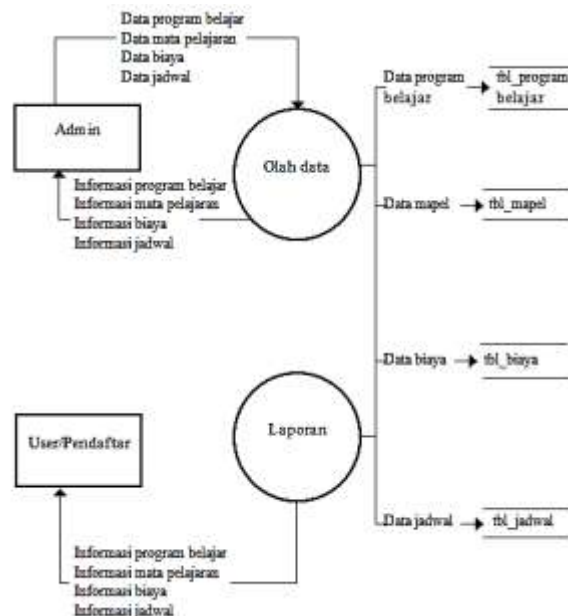 Data program belajar
Data mata pelajaran
Data biaya
Data jadwal
Admin
Olah data
Informasi program belajar
Informasi mata pelajaran
Informasi biaya
Informasi jadwal
Data program
belajar
tbl_program
belajar
Data mapel
tbl_mapel
Data biaya
tbl_biaya
Laporan
User/Pendaftar
Data jadwal
tbl_jadwal
Informasi program belajar
Informasi mata pelajaran
Informasi biaya
Informasi jadwal